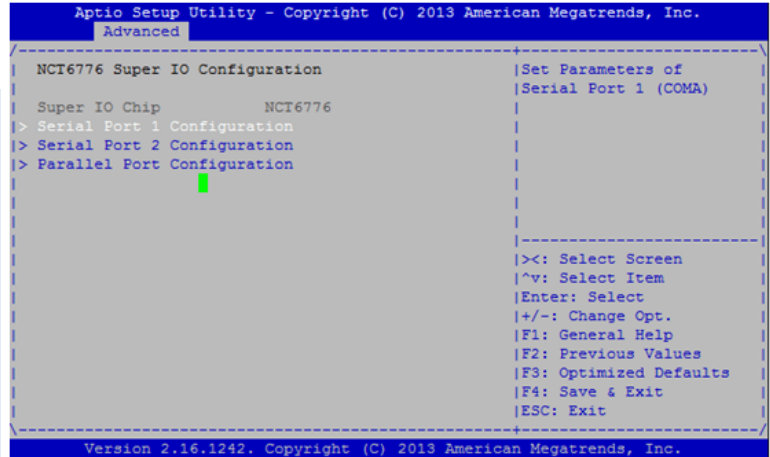 Aptio Setup Utility - Copyright (C) 2013 American Megatrends, Inc.
Advanced
/----------------------------------------------------+------------------------\
| NCT6776 Super IO Configuration |Set Parameters of |
| |Serial Port 1 (COMA) |
| Super IO Chip NCT6776 | |
|> Serial Port 1 Configuration | |
|> Serial Port 2 Configuration | |
|> Parallel Port Configuration | |
|------------------------|
|><: Select Screen |
|^v: Select Item |
|Enter: Select |
|+/-: Change Opt. |
|F1: General Help |
|F2: Previous Values |
|F3: Optimized Defaults |
|F4: Save & Exit |
|ESC: Exit |
\----------------------------------------------------+------------------------/
Version 2.16.1242. Copyright (C) 2013 American Megatrends, Inc.